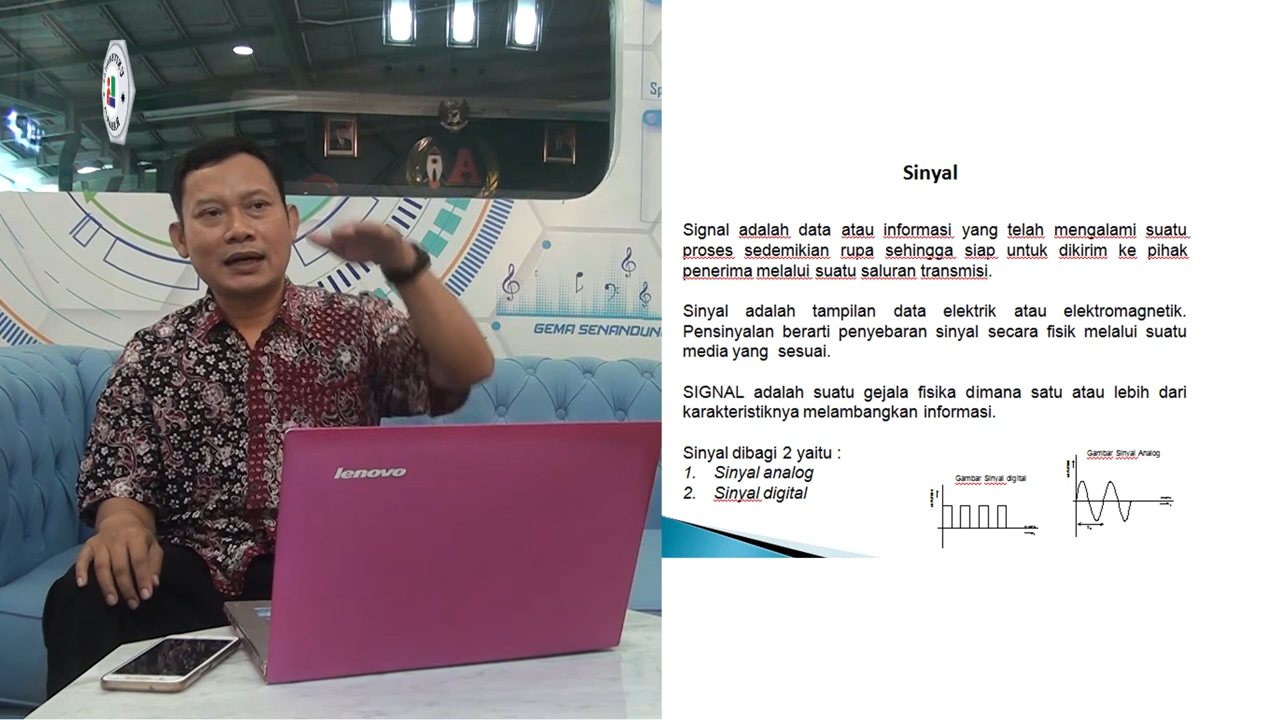 Sp
GEMA SENANDUNG
lenovo
Sinyal
Signal adalah data atau informasi yang telah mengalami suatu
proses sedemikian rupa sehingga siap untuk dikirim ke pihak
penerima melalui suatu saluran transmisi.
Sinyal adalah tampilan data elektrik atau elektromagnetik.
Pensinyalan berarti penyebaran sinyal secara fisik melalui suatu
media yang sesuai.
SIGNAL adalah suatu gejala fisika dimana satu atau lebih dari
karakteristiknya melambangkan informasi.
Sinyal dibagi 2 yaitu :
1. Sinyal analog
2. Sinyal digital
Gambar Sinyal digital
Gambar Sinyal Analog